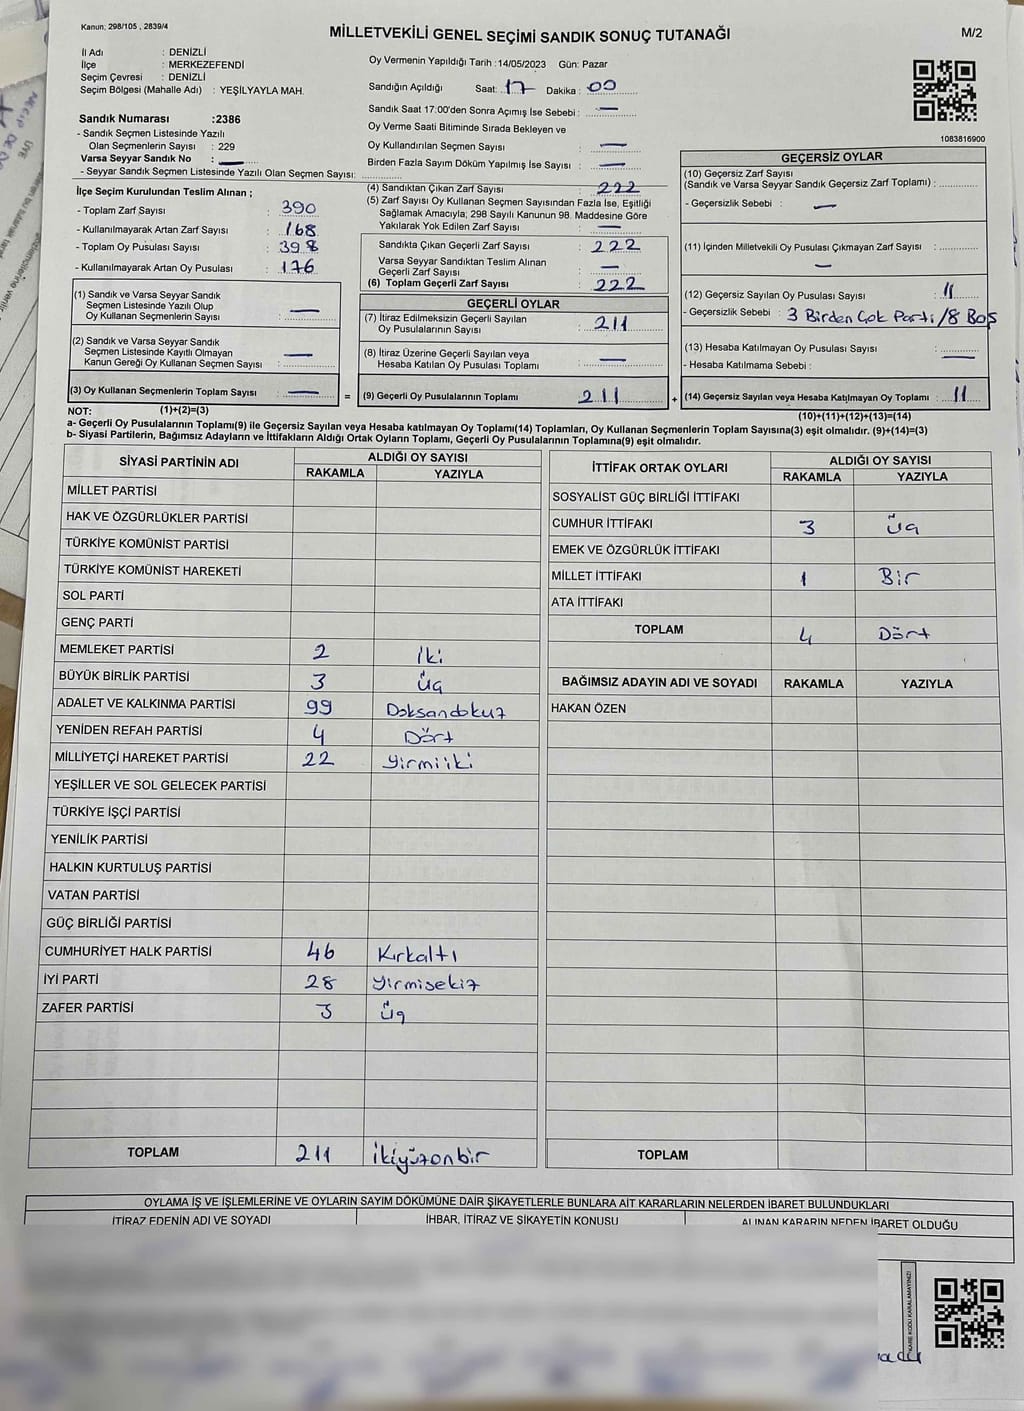 Kanun: 298/105 , 2839/4
MİLLETVEKİLİ GENEL SEÇİMİ SANDIK SONUÇ TUTANAĞI
M/2
İl Adı : DENİZLİ
İlçe : MERKEZEFENDİ
Seçim Çevresi : DENİZLİ
Seçim Bölgesi (Mahalle Adı) : YEŞİLYAYLA MAH.
Sandık Numarası :2386
- Sandık Seçmen Listesinde Yazılı
Olan Seçmenlerin Sayısı : 229
Varsa Seyyar Sandık No : —
- Seyyar Sandık Seçmen Listesinde Yazılı Olan Seçmen Sayısı:
Oy Vermenin Yapıldığı Tarih :14/05/2023 Gün: Pazar
Sandığın Açıldığı Saat: 17 Dakika : 00
Sandık Saat 17:00'den Sonra Açımış İse Sebebi : —
Oy Verme Saati Bitiminde Sırada Bekleyen ve
Oy Kullandırılan Seçmen Sayısı : —
Birden Fazla Sayım Döküm Yapılmış İse Sayısı : —
1083816900
İlçe Seçim Kurulundan Teslim Alınan ;
- Toplam Zarf Sayısı : 390
- Kullanılmayarak Artan Zarf Sayısı : 168
- Toplam Oy Pusulası Sayısı : 398
- Kullanılmayarak Artan Oy Pusulası : 176
(1) Sandık ve Varsa Seyyar Sandık
Seçmen Listesinde Yazılı Olup
Oy Kullanan Seçmenlerin Sayısı : —
(2) Sandık ve Varsa Seyyar Sandık
Seçmen Listesinde Kayıtlı Olmayan
Kanun Gereği Oy Kullanan Seçmen Sayısı : —
(3) Oy Kullanan Seçmenlerin Toplam Sayısı : —
(1)+(2)=(3)
(4) Sandıktan Çıkan Zarf Sayısı : 222
(5) Zarf Sayısı Oy Kullanan Seçmen Sayısından Fazla İse, Eşitliği
Sağlamak Amacıyla; 298 Sayılı Kanunun 98. Maddesine Göre
Yakılarak Yok Edilen Zarf Sayısı : —
Sandıkta Çıkan Geçerli Zarf Sayısı : 222
Varsa Seyyar Sandıktan Teslim Alınan
Geçerli Zarf Sayısı : —
(6) Toplam Geçerli Zarf Sayısı : 222
GEÇERLİ OYLAR
(7) İtiraz Edilmeksizin Geçerli Sayılan
Oy Pusulalarının Sayısı : 211
(8) İtiraz Üzerine Geçerli Sayılan veya
Hesaba Katılan Oy Pusulası Toplamı : —
= (9) Geçerli Oy Pusulalarının Toplamı : 211
GEÇERSİZ OYLAR
(10) Geçersiz Zarf Sayısı
(Sandık ve Varsa Seyyar Sandık Geçersiz Zarf Toplamı) :
- Geçersizlik Sebebi : —
(11) İçinden Milletvekili Oy Pusulası Çıkmayan Zarf Sayısı :
—
(12) Geçersiz Sayılan Oy Pusulası Sayısı : 11
- Geçersizlik Sebebi : 3 Birden Çok Parti/8 Boş
(13) Hesaba Katılmayan Oy Pusulası Sayısı : —
- Hesaba Katılmama Sebebi :
+ (14) Geçersiz Sayılan veya Hesaba Katılmayan Oy Toplamı : 11
(10)+(11)+(12)+(13)=(14)
NOT:
a- Geçerli Oy Pusulalarının Toplamı(9) ile Geçersiz Sayılan veya Hesaba katılmayan Oy Toplamı(14) Toplamları, Oy Kullanan Seçmenlerin Toplam Sayısına(3) eşit olmalıdır. (9)+(14)=(3)
b- Siyasi Partilerin, Bağımsız Adayların ve İttifakların Aldığı Ortak Oyların Toplamı, Geçerli Oy Pusulalarının Toplamına(9) eşit olmalıdır.
SİYASİ PARTİNİN ADI ALDIĞI OY SAYISI
RAKAMLA YAZIYLA
MİLLET PARTİSİ
HAK VE ÖZGÜRLÜKLER PARTİSİ
TÜRKİYE KOMÜNİST PARTİSİ
TÜRKİYE KOMÜNİST HAREKETİ
SOL PARTİ
GENÇ PARTİ
MEMLEKET PARTİSİ 2 İki
BÜYÜK BİRLİK PARTİSİ 3 Üç
ADALET VE KALKINMA PARTİSİ 99 Doksandokuz
YENİDEN REFAH PARTİSİ 4 Dört
MİLLİYETÇİ HAREKET PARTİSİ 22 Yirmiiki
YEŞİLLER VE SOL GELECEK PARTİSİ
TÜRKİYE İŞÇİ PARTİSİ
YENİLİK PARTİSİ
HALKIN KURTULUŞ PARTİSİ
VATAN PARTİSİ
GÜÇ BİRLİĞİ PARTİSİ
CUMHURİYET HALK PARTİSİ 46 Kırkaltı
İYİ PARTİ 28 Yirmisekiz
ZAFER PARTİSİ 3 Üç
TOPLAM 211 İkiyüzonbir
İTTİFAK ORTAK OYLARI ALDIĞI OY SAYISI
RAKAMLA YAZIYLA
SOSYALİST GÜÇ BİRLİĞİ İTTİFAKI
CUMHUR İTTİFAKI 3 Üç
EMEK VE ÖZGÜRLÜK İTTİFAKI
MİLLET İTTİFAKI 1 Bir
ATA İTTİFAKI
TOPLAM 4 Dört
BAĞIMSIZ ADAYIN ADI VE SOYADI RAKAMLA YAZIYLA
HAKAN ÖZEN
TOPLAM
OYLAMA İŞ VE İŞLEMLERİNE VE OYLARIN SAYIM DÖKÜMÜNE DAİR ŞİKAYETLERLE BUNLARA AİT KARARLARIN NELERDEN İBARET BULUNDUKLARI
İTİRAZ EDENİN ADI VE SOYADI İHBAR, İTİRAZ VE ŞİKAYETİN KONUSU ALINAN KARARIN NEDEN İBARET OLDUĞU
KARE KODU KARALAMAYINIZ!